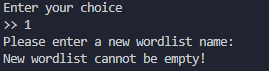 Enter your choice
>> 1
Please enter a new wordlist name:
New wordlist cannot be empty!